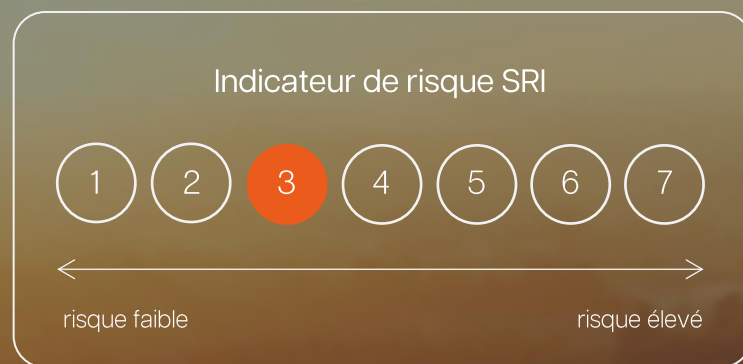 Indicateur de risque SRI
1 2 3 4 5 6 7
risque faible risque élevé